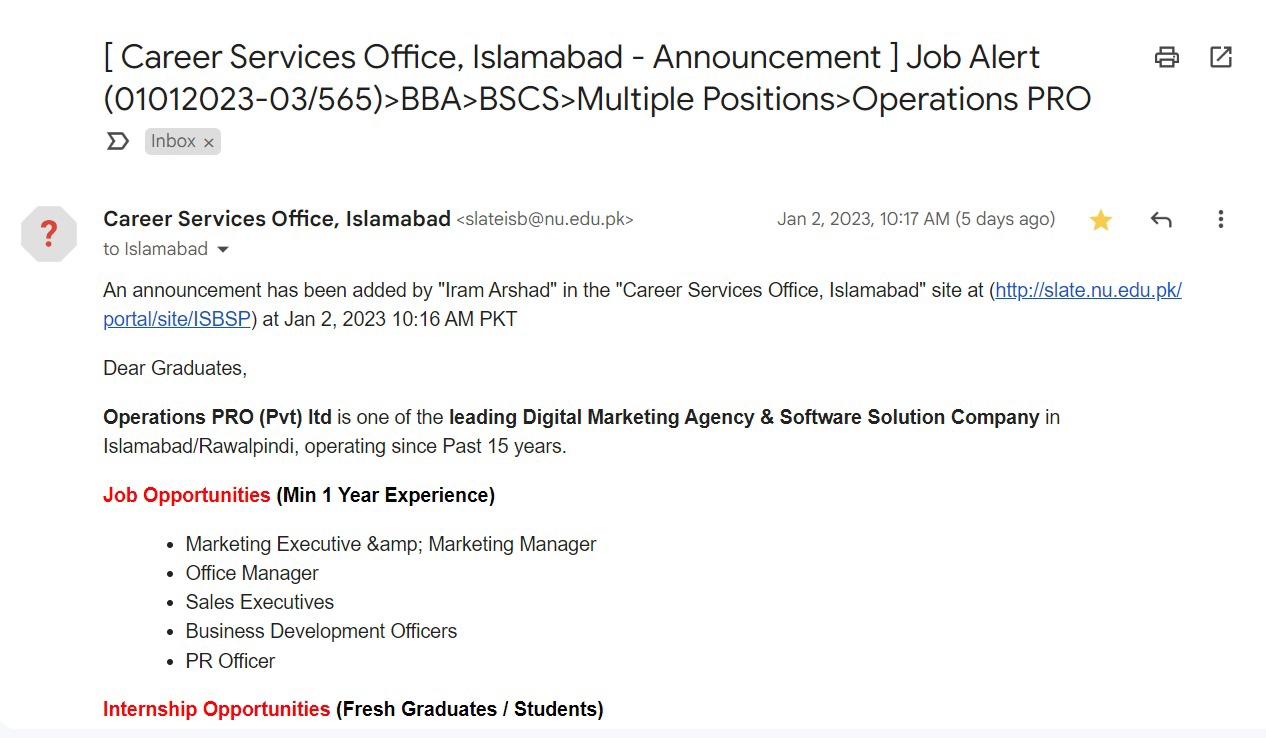 [ Career Services Office, Islamabad - Announcement ] Job Alert
(01012023-03/565)>BBA>BSCS>Multiple Positions>Operations PRO
Inbox ×
?
Career Services Office, Islamabad <slateisb@nu.edu.pk>
Jan 2, 2023, 10:17 AM (5 days ago)
to Islamabad
An announcement has been added by "Iram Arshad" in the "Career Services Office, Islamabad" site at (http://slate.nu.edu.pk/
portal/site/ISBSP) at Jan 2, 2023 10:16 AM PKT
Dear Graduates,
Operations PRO (Pvt) ltd is one of the leading Digital Marketing Agency & Software Solution Company in
Islamabad/Rawalpindi, operating since Past 15 years.
Job Opportunities (Min 1 Year Experience)
• Marketing Executive &amp; Marketing Manager
• Office Manager
• Sales Executives
• Business Development Officers
• PR Officer
Internship Opportunities (Fresh Graduates / Students)